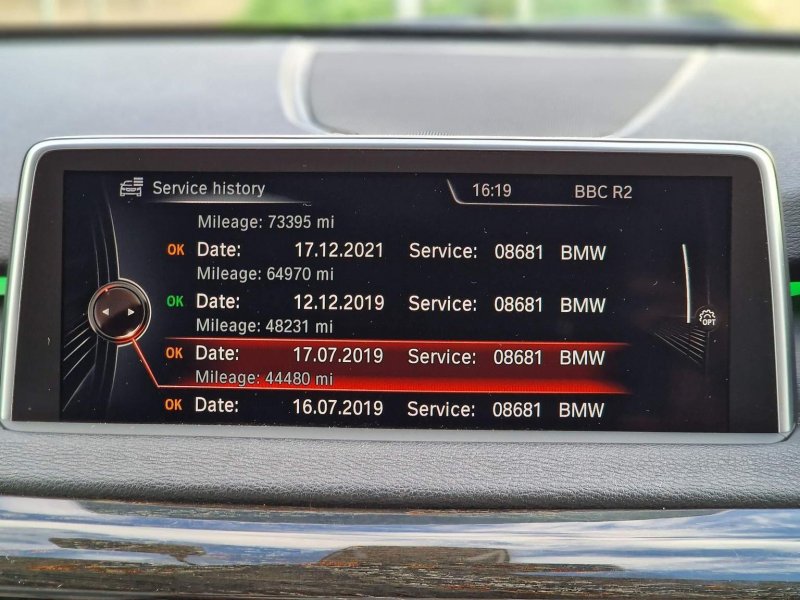 Service history 16:19 BBC R2
Mileage: 73395 mi
OK Date: 17.12.2021 Service: 08681 BMW
Mileage: 64970 mi
OK Date: 12.12.2019 Service: 08681 BMW
Mileage: 48231 mi
OK Date: 17.07.2019 Service: 08681 BMW
Mileage: 44480 mi
OK Date: 16.07.2019 Service: 08681 BMW
OPT